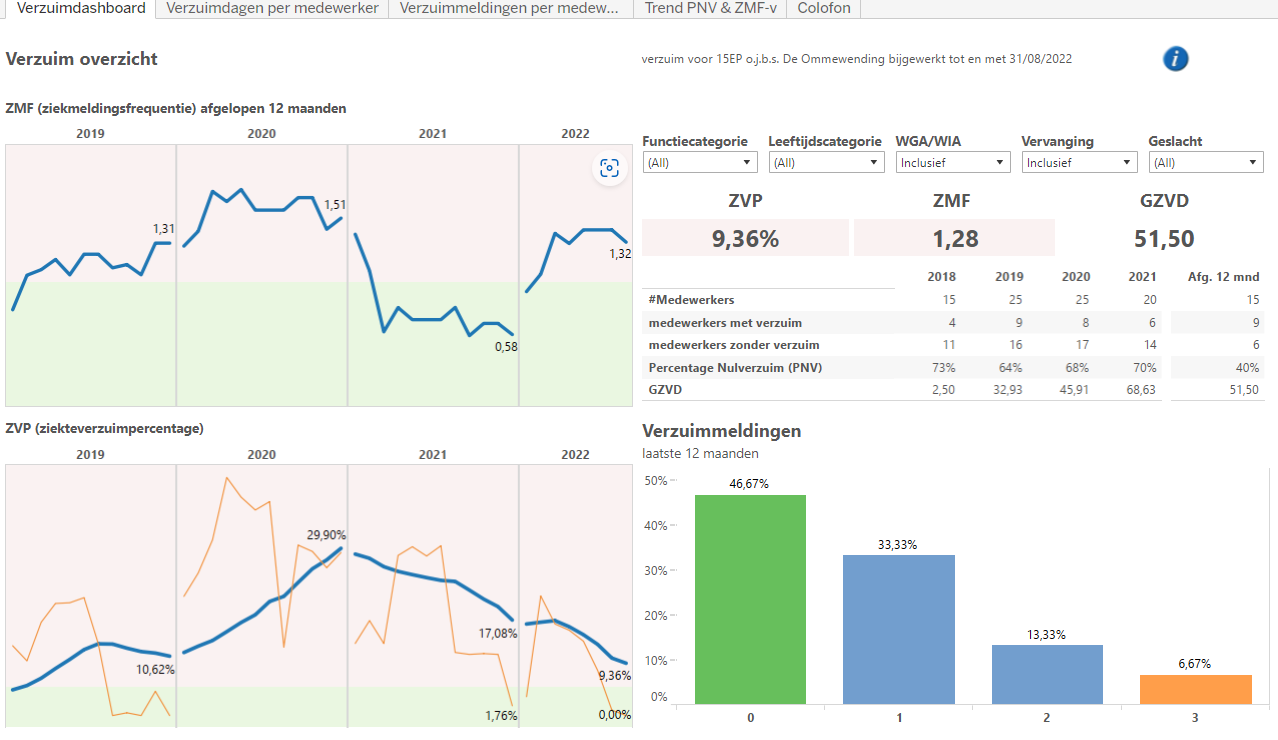 Verzuimdashboard Verzuimdagen per medewerker Verzuimmeldingen per medew... Trend PNV & ZMF-v Colofon
Verzuim overzicht
verzuim voor 15EP o.j.b.s. De Ommewending bijgewerkt tot en met 31/08/2022
i
ZMF (ziekmeldingsfrequentie) afgelopen 12 maanden
2019 2020 2021 2022
1,31
1,51
0,58
1,32
Functiecategorie Leeftijdscategorie WGA/WIA Vervanging Geslacht
(All) (All) Inclusief Inclusief (All)
ZVP ZMF GZVD
9,36% 1,28 51,50
2018 2019 2020 2021 Afg. 12 mnd
#Medewerkers 15 25 25 20 15
medewerkers met verzuim 4 9 8 6 9
medewerkers zonder verzuim 11 16 17 14 6
Percentage Nulverzuim (PNV) 73% 64% 68% 70% 40%
GZVD 2,50 32,93 45,91 68,63 51,50
ZVP (ziekteverzuimpercentage)
2019 2020 2021 2022
10,62%
29,90%
17,08%
1,76%
9,36%
0,00%
Verzuimmeldingen
laatste 12 maanden
50%
40%
30%
20%
10%
0%
46,67%
33,33%
13,33%
6,67%
0 1 2 3